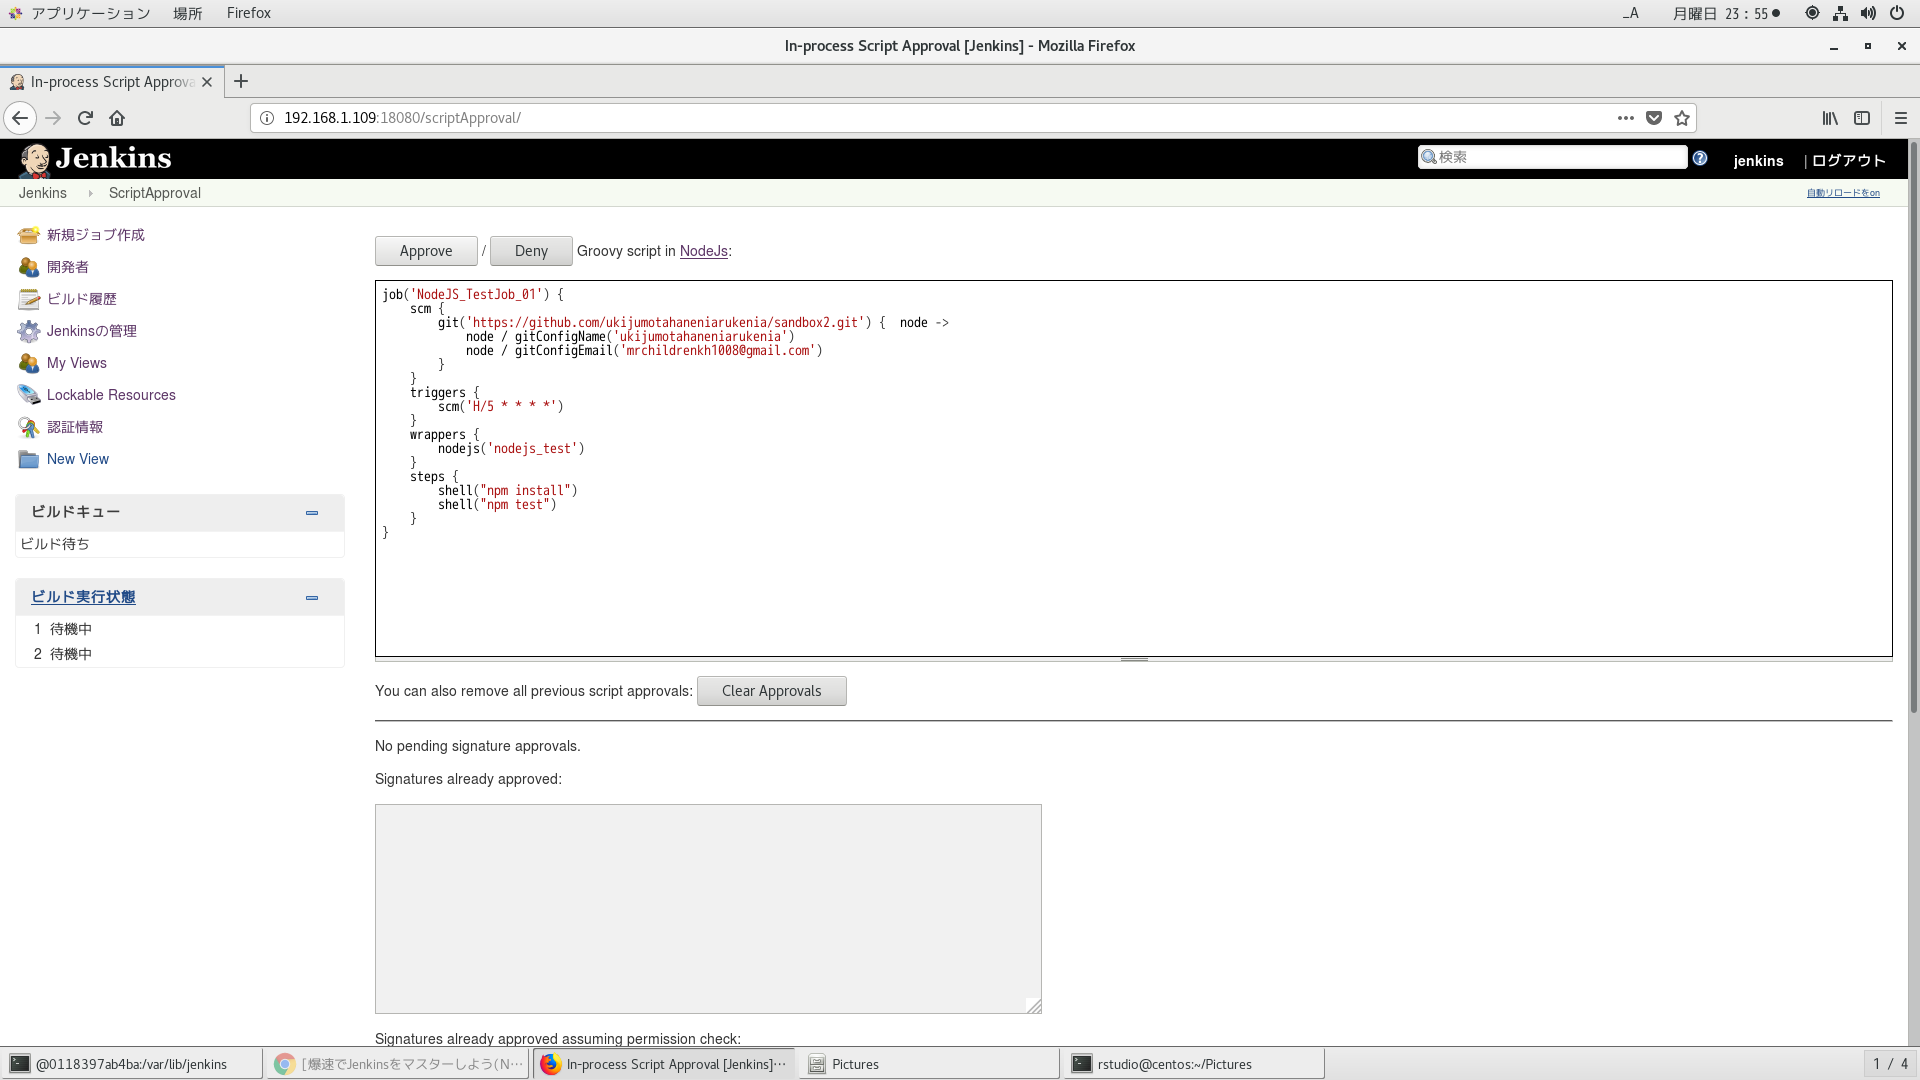 アプリケーション 場所 Firefox _A 月曜日 23 : 55
In-process Script Approval [Jenkins] - Mozilla Firefox
In-process Script Approva
192.168.1.109:18080/scriptApproval/
Jenkins 検索 jenkins | ログアウト
Jenkins ScriptApproval 自動リロードをon
新規ジョブ作成
開発者
ビルド履歴
Jenkinsの管理
My Views
Lockable Resources
認証情報
New View
ビルドキュー
ビルド待ち
ビルド実行状態
1 待機中
2 待機中
Approve / Deny Groovy script in NodeJs:
job('NodeJS_TestJob_01') {
    scm {
        git('https://github.com/ukijumotahaneniarukenia/sandbox2.git') {  node ->
            node / gitConfigName('ukijumotahaneniarukenia')
            node / gitConfigEmail('mrchildrenkh1008@gmail.com')
        }
    }
    triggers {
        scm('H/5 * * * *')
    }
    wrappers {
        nodejs('nodejs_test')
    }
    steps {
        shell("npm install")
        shell("npm test")
    }
}
You can also remove all previous script approvals: Clear Approvals
No pending signature approvals.
Signatures already approved:
Signatures already approved assuming permission check:
@0118397ab4ba:/var/lib/jenkins [爆速でJenkinsをマスターしよう(N… In-process Script Approval [Jenkins]… Pictures rstudio@centos:~/Pictures 1 / 4